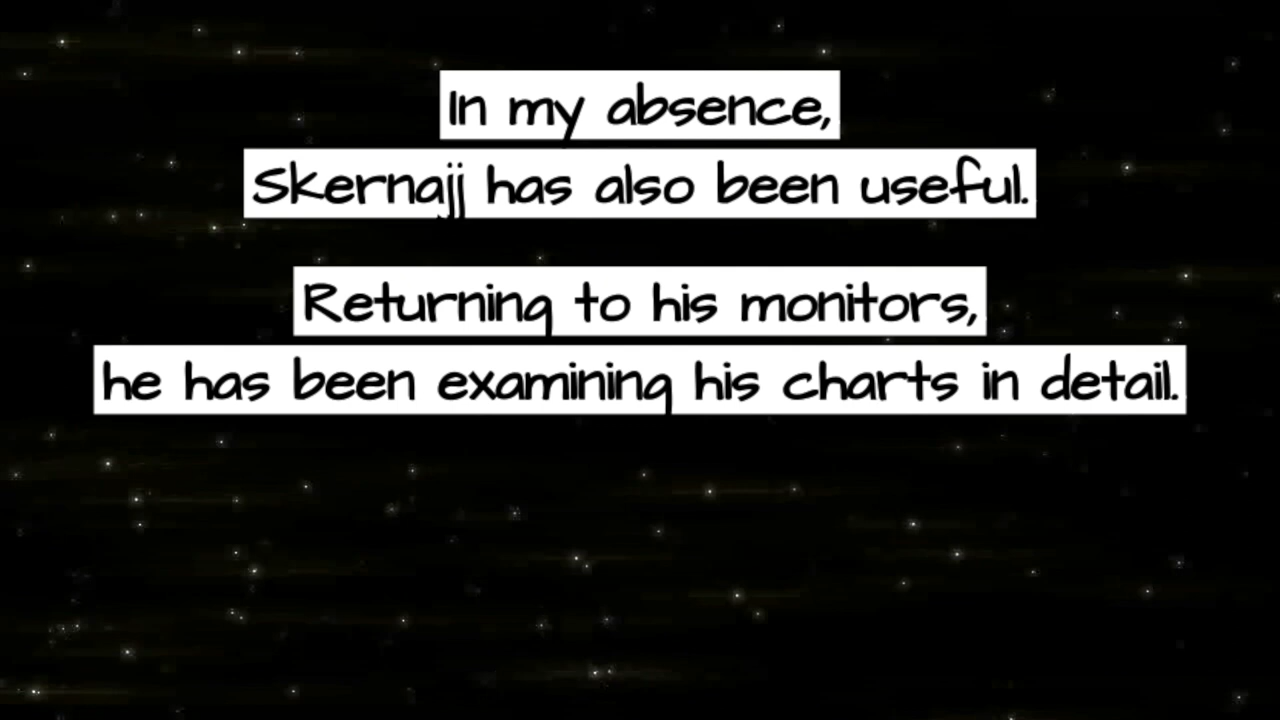 In my absence,
Skernajj has also been useful.
Returning to his monitors,
he has been examining his charts in detail.